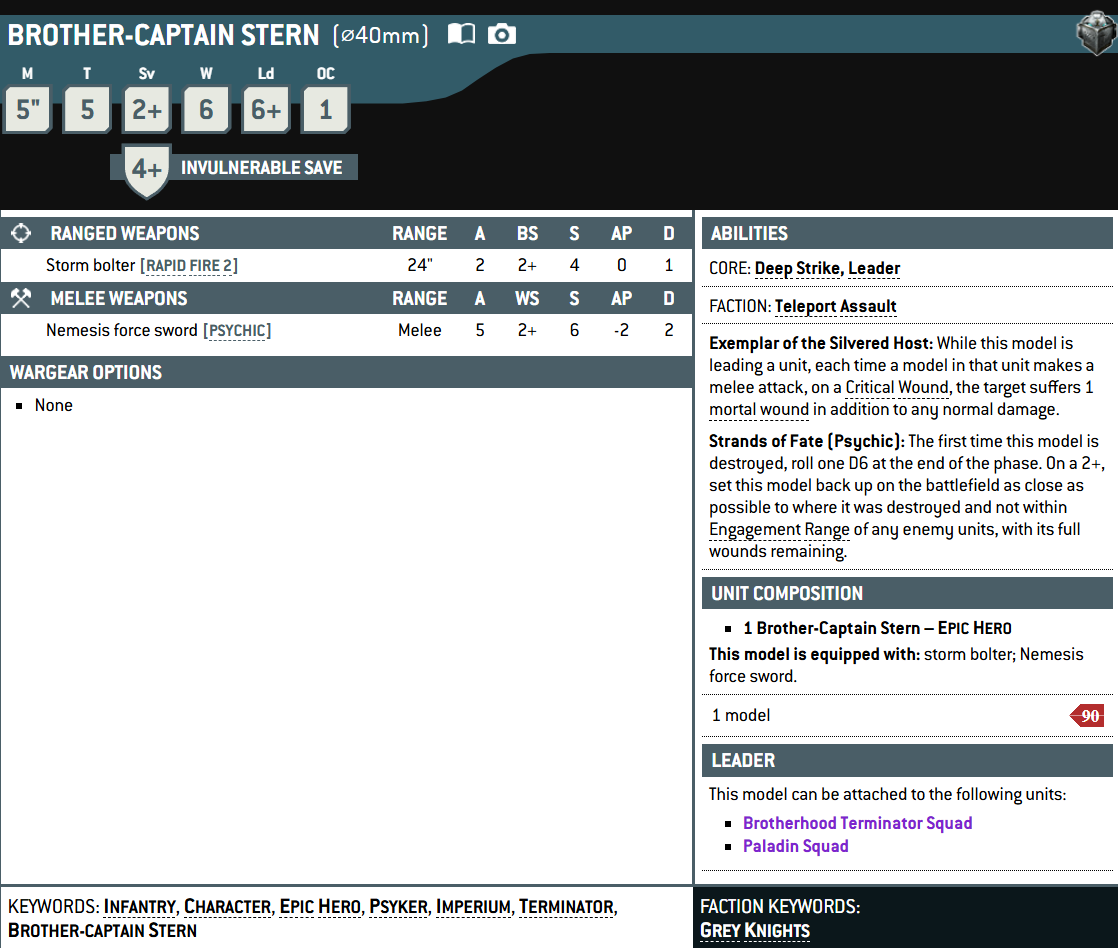 BROTHER-CAPTAIN STERN (⌀40mm)
M T Sv W Ld OC
5" 5 2+ 6 6+ 1
4+ INVULNERABLE SAVE
RANGED WEAPONS RANGE A BS S AP D
Storm bolter [RAPID FIRE 2] 24" 2 2+ 4 0 1
MELEE WEAPONS RANGE A WS S AP D
Nemesis force sword [PSYCHIC] Melee 5 2+ 6 -2 2
WARGEAR OPTIONS
▪ None
ABILITIES
CORE: Deep Strike, Leader
FACTION: Teleport Assault
Exemplar of the Silvered Host: While this model is
leading a unit, each time a model in that unit makes a
melee attack, on a Critical Wound, the target suffers 1
mortal wound in addition to any normal damage.
Strands of Fate (Psychic): The first time this model is
destroyed, roll one D6 at the end of the phase. On a 2+,
set this model back up on the battlefield as close as
possible to where it was destroyed and not within
Engagement Range of any enemy units, with its full
wounds remaining.
UNIT COMPOSITION
▪ 1 Brother-Captain Stern – EPIC HERO
This model is equipped with: storm bolter; Nemesis
force sword.
1 model 90
LEADER
This model can be attached to the following units:
▪ Brotherhood Terminator Squad
▪ Paladin Squad
KEYWORDS: INFANTRY, CHARACTER, EPIC HERO, PSYKER, IMPERIUM, TERMINATOR,
BROTHER-CAPTAIN STERN
FACTION KEYWORDS:
GREY KNIGHTS